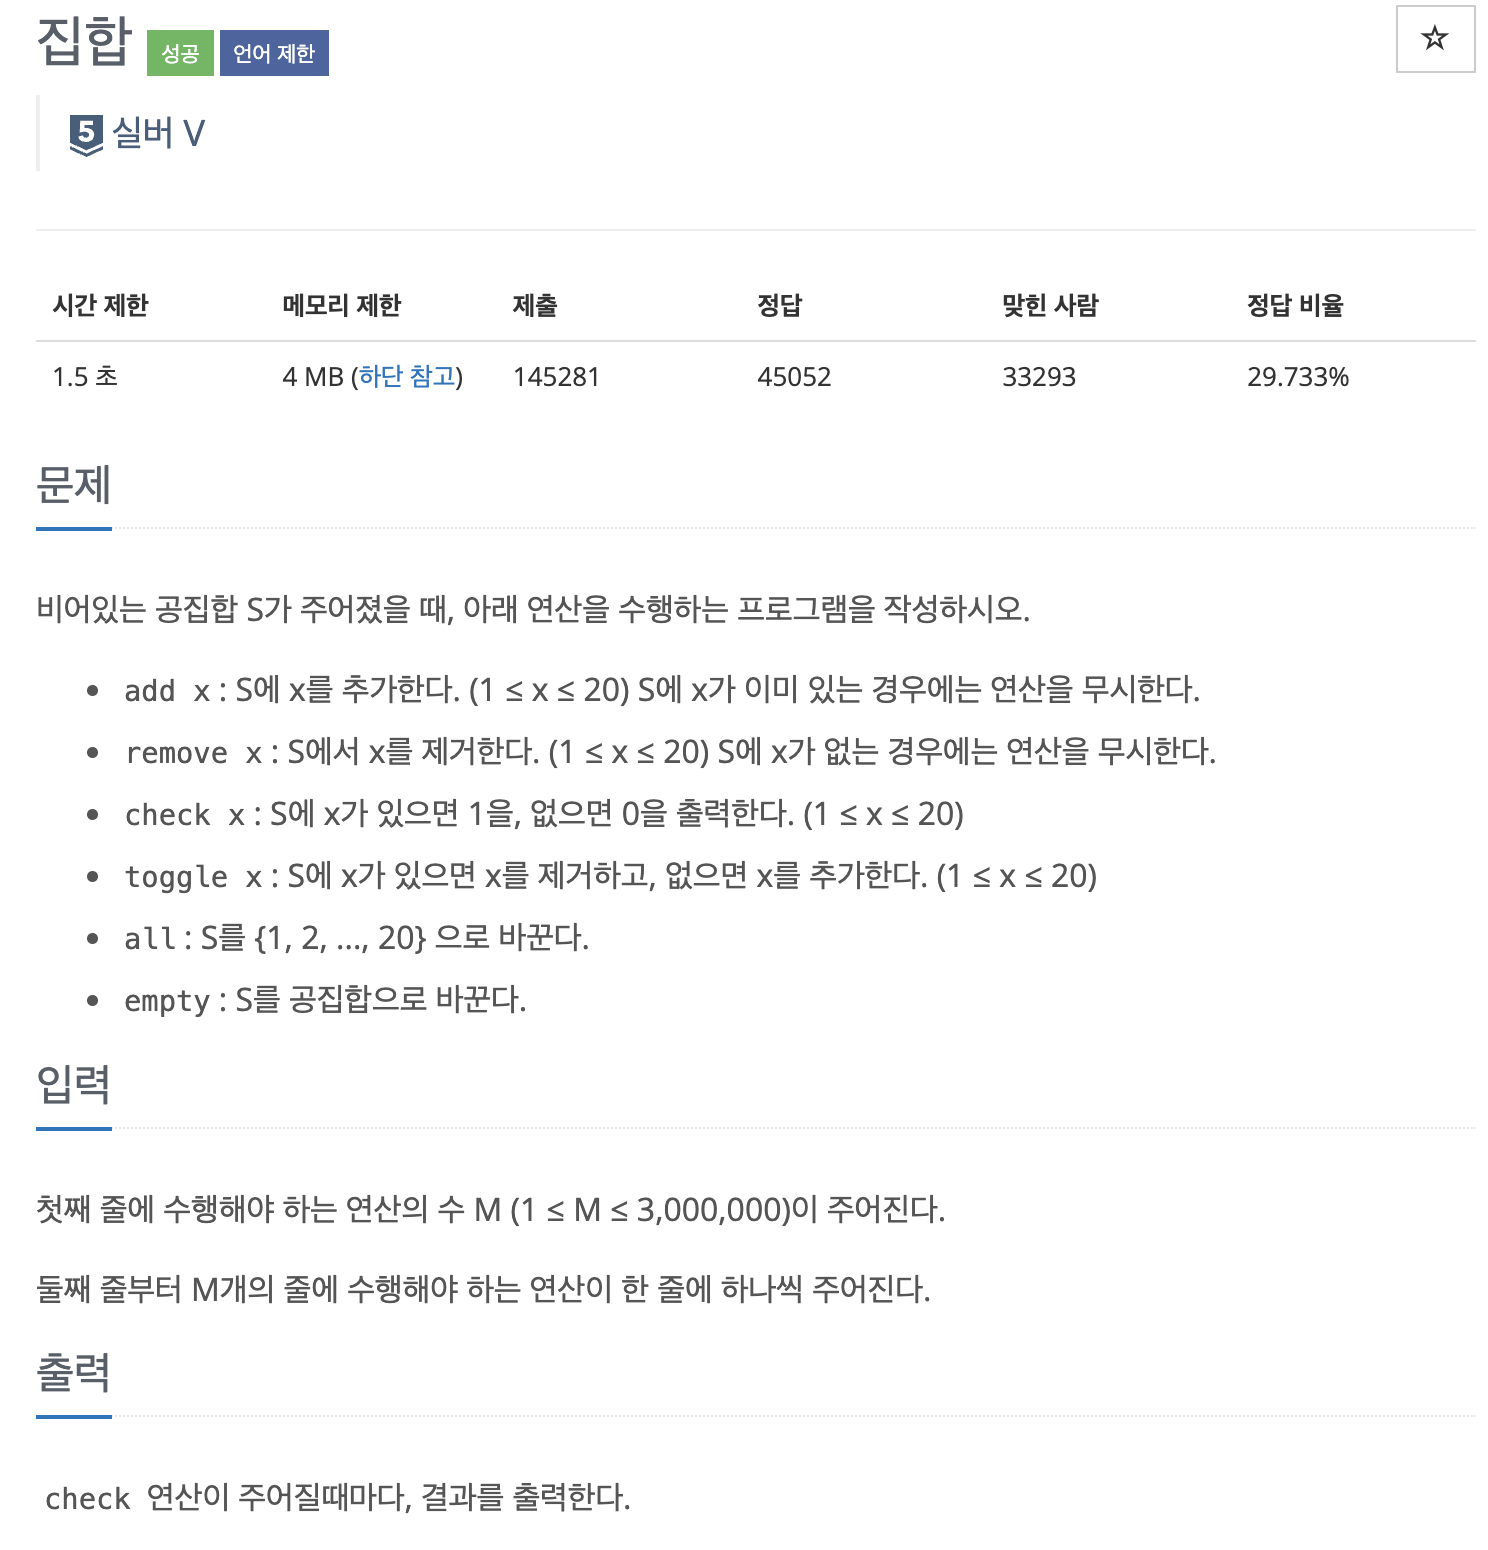 집합 성공 언어 제한
5 실버 V
시간 제한 메모리 제한 제출 정답 맞힌 사람 정답 비율
1.5 초 4 MB (하단 참고) 145281 45052 33293 29.733%
문제
비어있는 공집합 S가 주어졌을 때, 아래 연산을 수행하는 프로그램을 작성하시오.
• add x : S에 x를 추가한다. (1 ≤ x ≤ 20) S에 x가 이미 있는 경우에는 연산을 무시한다.
• remove x : S에서 x를 제거한다. (1 ≤ x ≤ 20) S에 x가 없는 경우에는 연산을 무시한다.
• check x : S에 x가 있으면 1을, 없으면 0을 출력한다. (1 ≤ x ≤ 20)
• toggle x : S에 x가 있으면 x를 제거하고, 없으면 x를 추가한다. (1 ≤ x ≤ 20)
• all : S를 {1, 2, ..., 20} 으로 바꾼다.
• empty : S를 공집합으로 바꾼다.
입력
첫째 줄에 수행해야 하는 연산의 수 M (1 ≤ M ≤ 3,000,000)이 주어진다.
둘째 줄부터 M개의 줄에 수행해야 하는 연산이 한 줄에 하나씩 주어진다.
출력
check 연산이 주어질때마다, 결과를 출력한다.